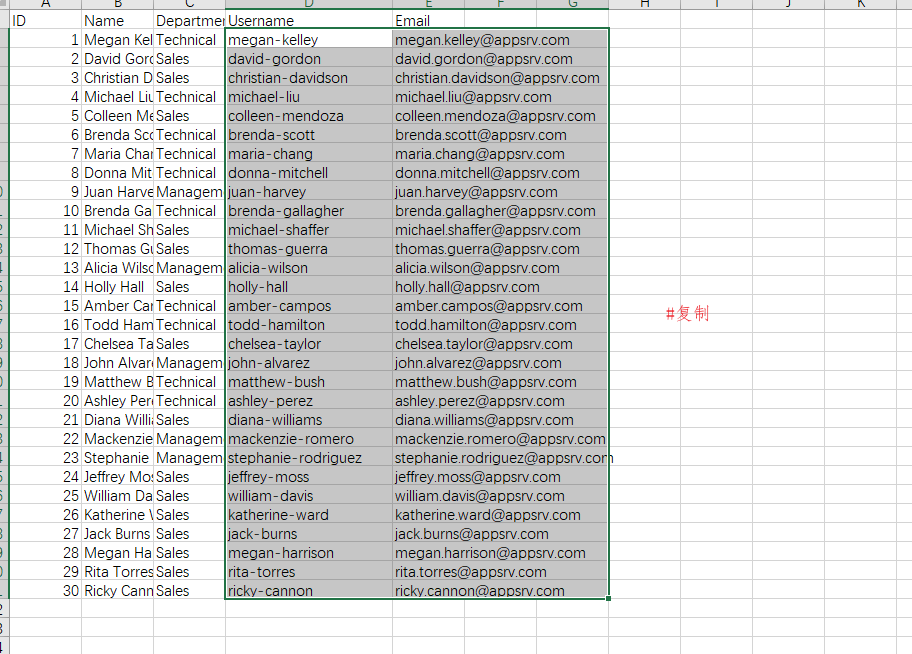 A B C D E F G H I J K
ID Name Departmer Username Email
1 Megan Kel Technical megan-kelley megan.kelley@appsrv.com
2 David Gord Sales david-gordon david.gordon@appsrv.com
3 Christian D Sales christian-davidson christian.davidson@appsrv.com
4 Michael Liu Technical michael-liu michael.liu@appsrv.com
5 Colleen Me Sales colleen-mendoza colleen.mendoza@appsrv.com
6 Brenda Sco Technical brenda-scott brenda.scott@appsrv.com
7 Maria Chan Technical maria-chang maria.chang@appsrv.com
8 Donna Mit Technical donna-mitchell donna.mitchell@appsrv.com
9 Juan Harve Managem juan-harvey juan.harvey@appsrv.com
10 Brenda Ga Technical brenda-gallagher brenda.gallagher@appsrv.com
11 Michael Sh Sales michael-shaffer michael.shaffer@appsrv.com
12 Thomas Gu Sales thomas-guerra thomas.guerra@appsrv.com
13 Alicia Wilso Managem alicia-wilson alicia.wilson@appsrv.com
14 Holly Hall Sales holly-hall holly.hall@appsrv.com
15 Amber Car Technical amber-campos amber.campos@appsrv.com
#复制
16 Todd Ham Technical todd-hamilton todd.hamilton@appsrv.com
17 Chelsea Ta Sales chelsea-taylor chelsea.taylor@appsrv.com
18 John Alvar Managem john-alvarez john.alvarez@appsrv.com
19 Matthew B Technical matthew-bush matthew.bush@appsrv.com
20 Ashley Per Technical ashley-perez ashley.perez@appsrv.com
21 Diana Willi Sales diana-williams diana.williams@appsrv.com
22 Mackenzie Managem mackenzie-romero mackenzie.romero@appsrv.com
23 Stephanie Managem stephanie-rodriguez stephanie.rodriguez@appsrv.com
24 Jeffrey Mos Sales jeffrey-moss jeffrey.moss@appsrv.com
25 William Da Sales william-davis william.davis@appsrv.com
26 Katherine W Sales katherine-ward katherine.ward@appsrv.com
27 Jack Burns Sales jack-burns jack.burns@appsrv.com
28 Megan Ha Sales megan-harrison megan.harrison@appsrv.com
29 Rita Torres Sales rita-torres rita.torres@appsrv.com
30 Ricky Cann Sales ricky-cannon ricky.cannon@appsrv.com